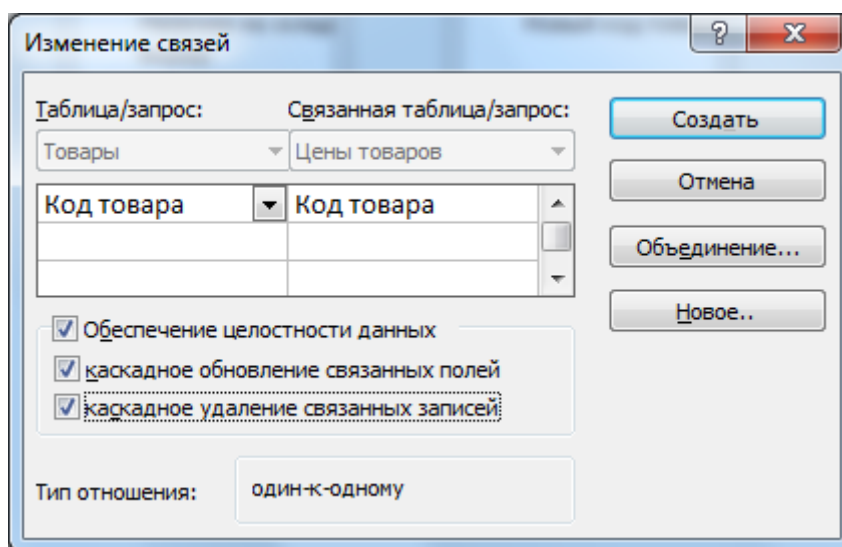 Изменение связей
Таблица/запрос: Связанная таблица/запрос:
Товары Цены товаров
Код товара Код товара
Обеспечение целостности данных
каскадное обновление связанных полей
каскадное удаление связанных записей
Тип отношения: один-к-одному
Создать
Отмена
Объединение...
Новое..